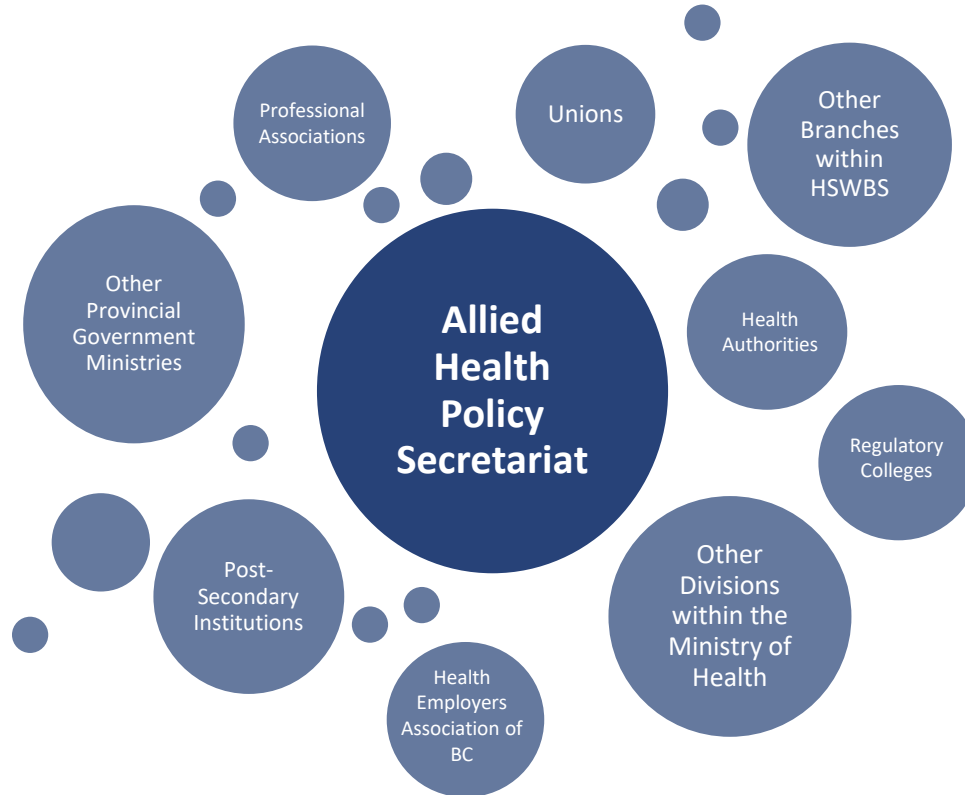 Professional
Associations
Unions
Other
Branches
within
HSWBS
Other
Provincial
Government
Ministries
Allied
Health
Policy
Secretariat
Health
Authorities
Regulatory
Colleges
Post-
Secondary
Institutions
Other
Divisions
within the
Ministry of
Health
Health
Employers
Association of
BC